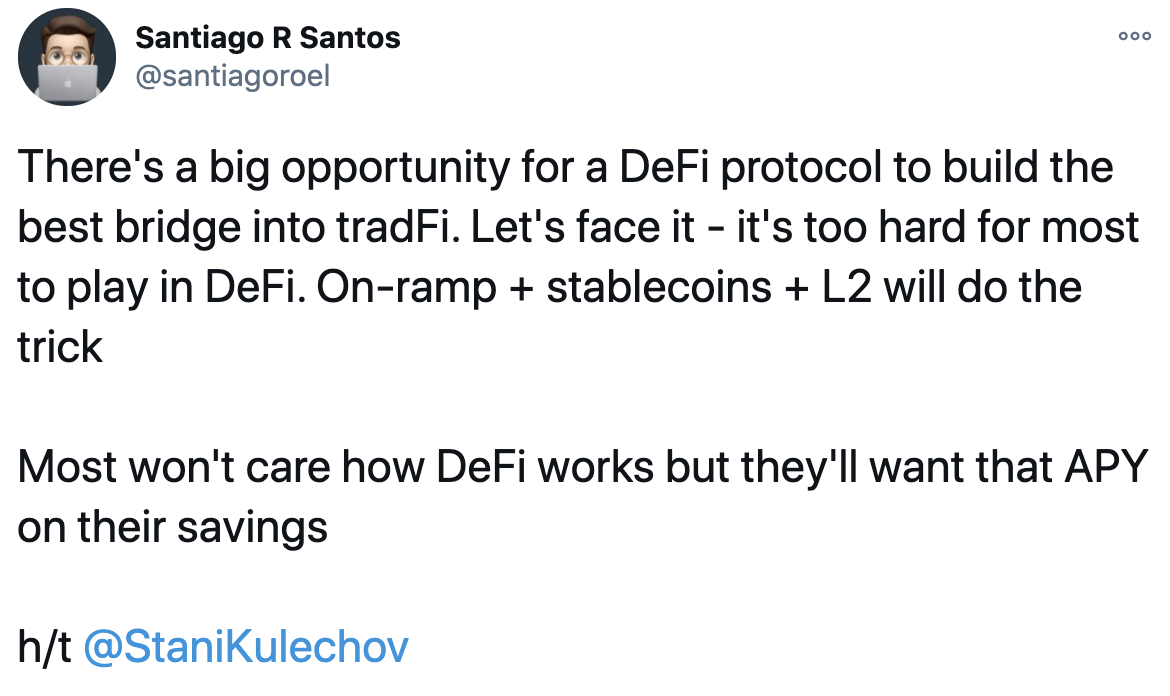 Santiago R Santos
@santiagoroel
There's a big opportunity for a DeFi protocol to build the
best bridge into tradFi. Let's face it - it's too hard for most
to play in DeFi. On-ramp + stablecoins + L2 will do the
trick
Most won't care how DeFi works but they'll want that APY
on their savings
h/t @StaniKulechov